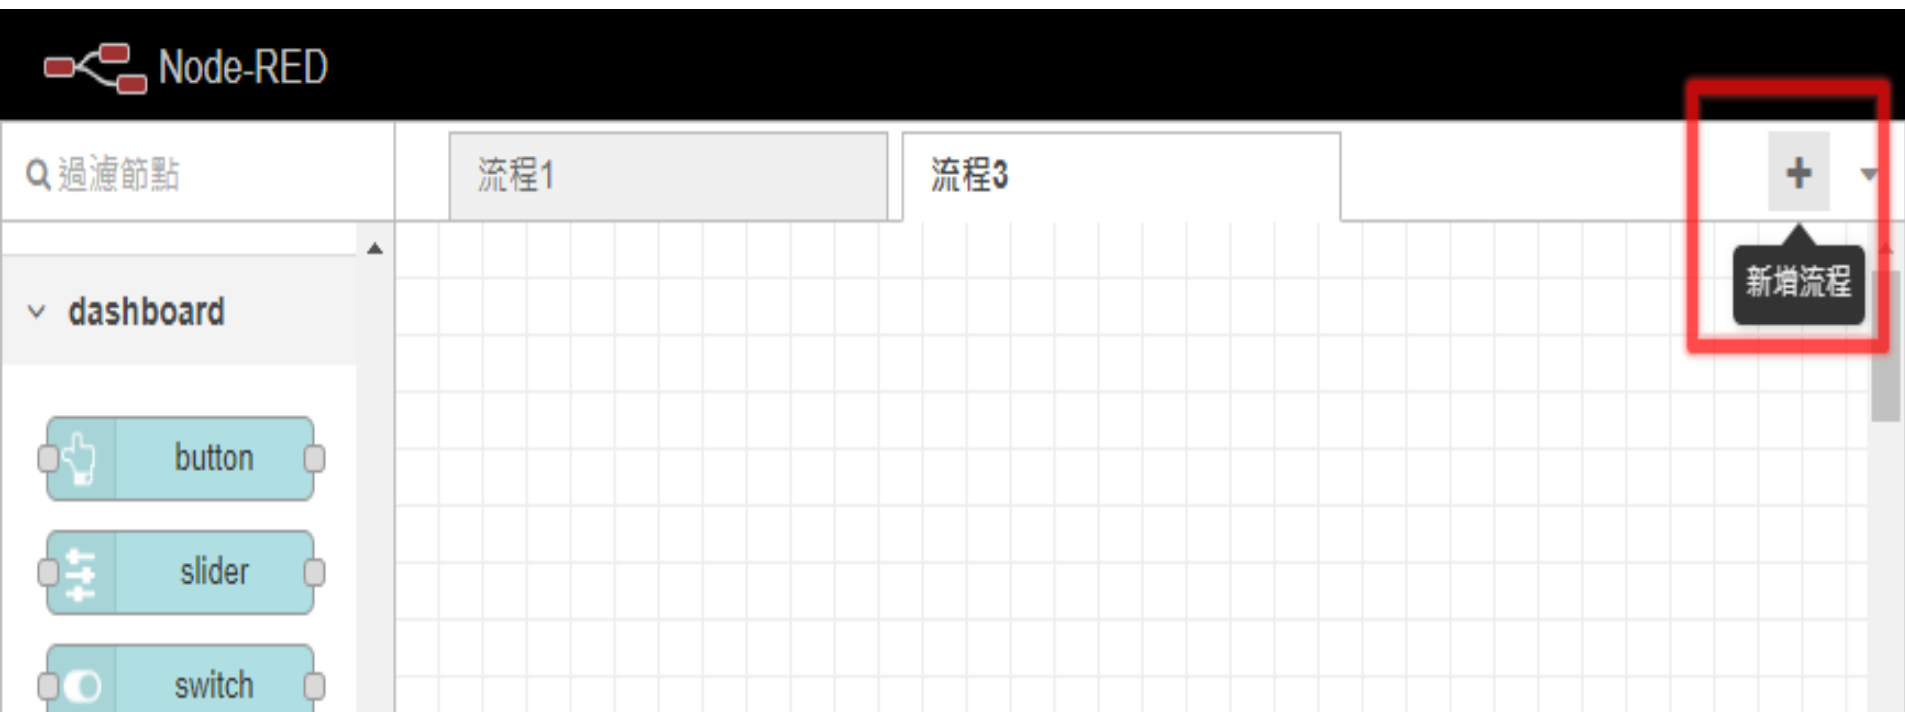 Node-RED
過濾節點
流程1
流程3
新增流程
dashboard
button
slider
switch